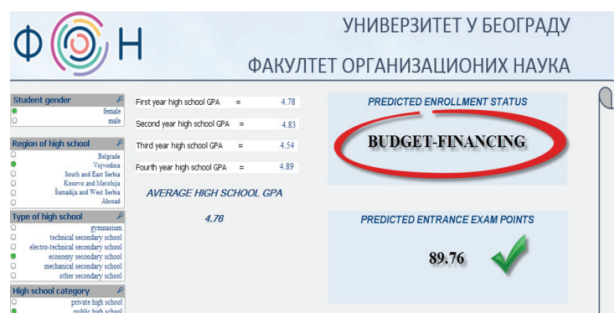 ФОН
УНИВЕРЗИТЕТ У БЕОГРАДУ
ФАКУЛТЕТ ОРГАНИЗАЦИОНИХ НАУКА
Student gender
female
male
Region of high school
Belgrade
Vojvodina
South and East Serbia
Kosovo and Metohija
Šumadija and West Serbia
Abroad
Type of high school
gymnasium
technical secondary school
electro-technical secondary school
economy secondary school
mechanical secondary school
other secondary school
High school category
private high school
public high school
First year high school GPA = 4.78
Second year high school GPA = 4.83
Third year high school GPA = 4.54
Fourth year high school GPA = 4.89
AVERAGE HIGH SCHOOL GPA
4.76
PREDICTED ENROLLMENT STATUS
BUDGET-FINANCING
PREDICTED ENTRANCE EXAM POINTS
89.76